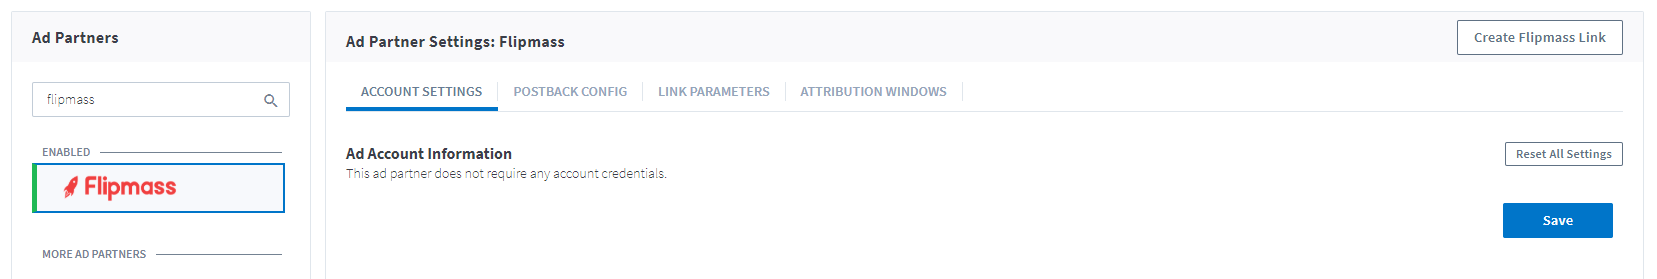 Ad Partners
flipmass
ENABLED
Flipmass
MORE AD PARTNERS
Ad Partner Settings: Flipmass
Create Flipmass Link
ACCOUNT SETTINGS
POSTBACK CONFIG
LINK PARAMETERS
ATTRIBUTION WINDOWS
Ad Account Information
Reset All Settings
This ad partner does not require any account credentials.
Save